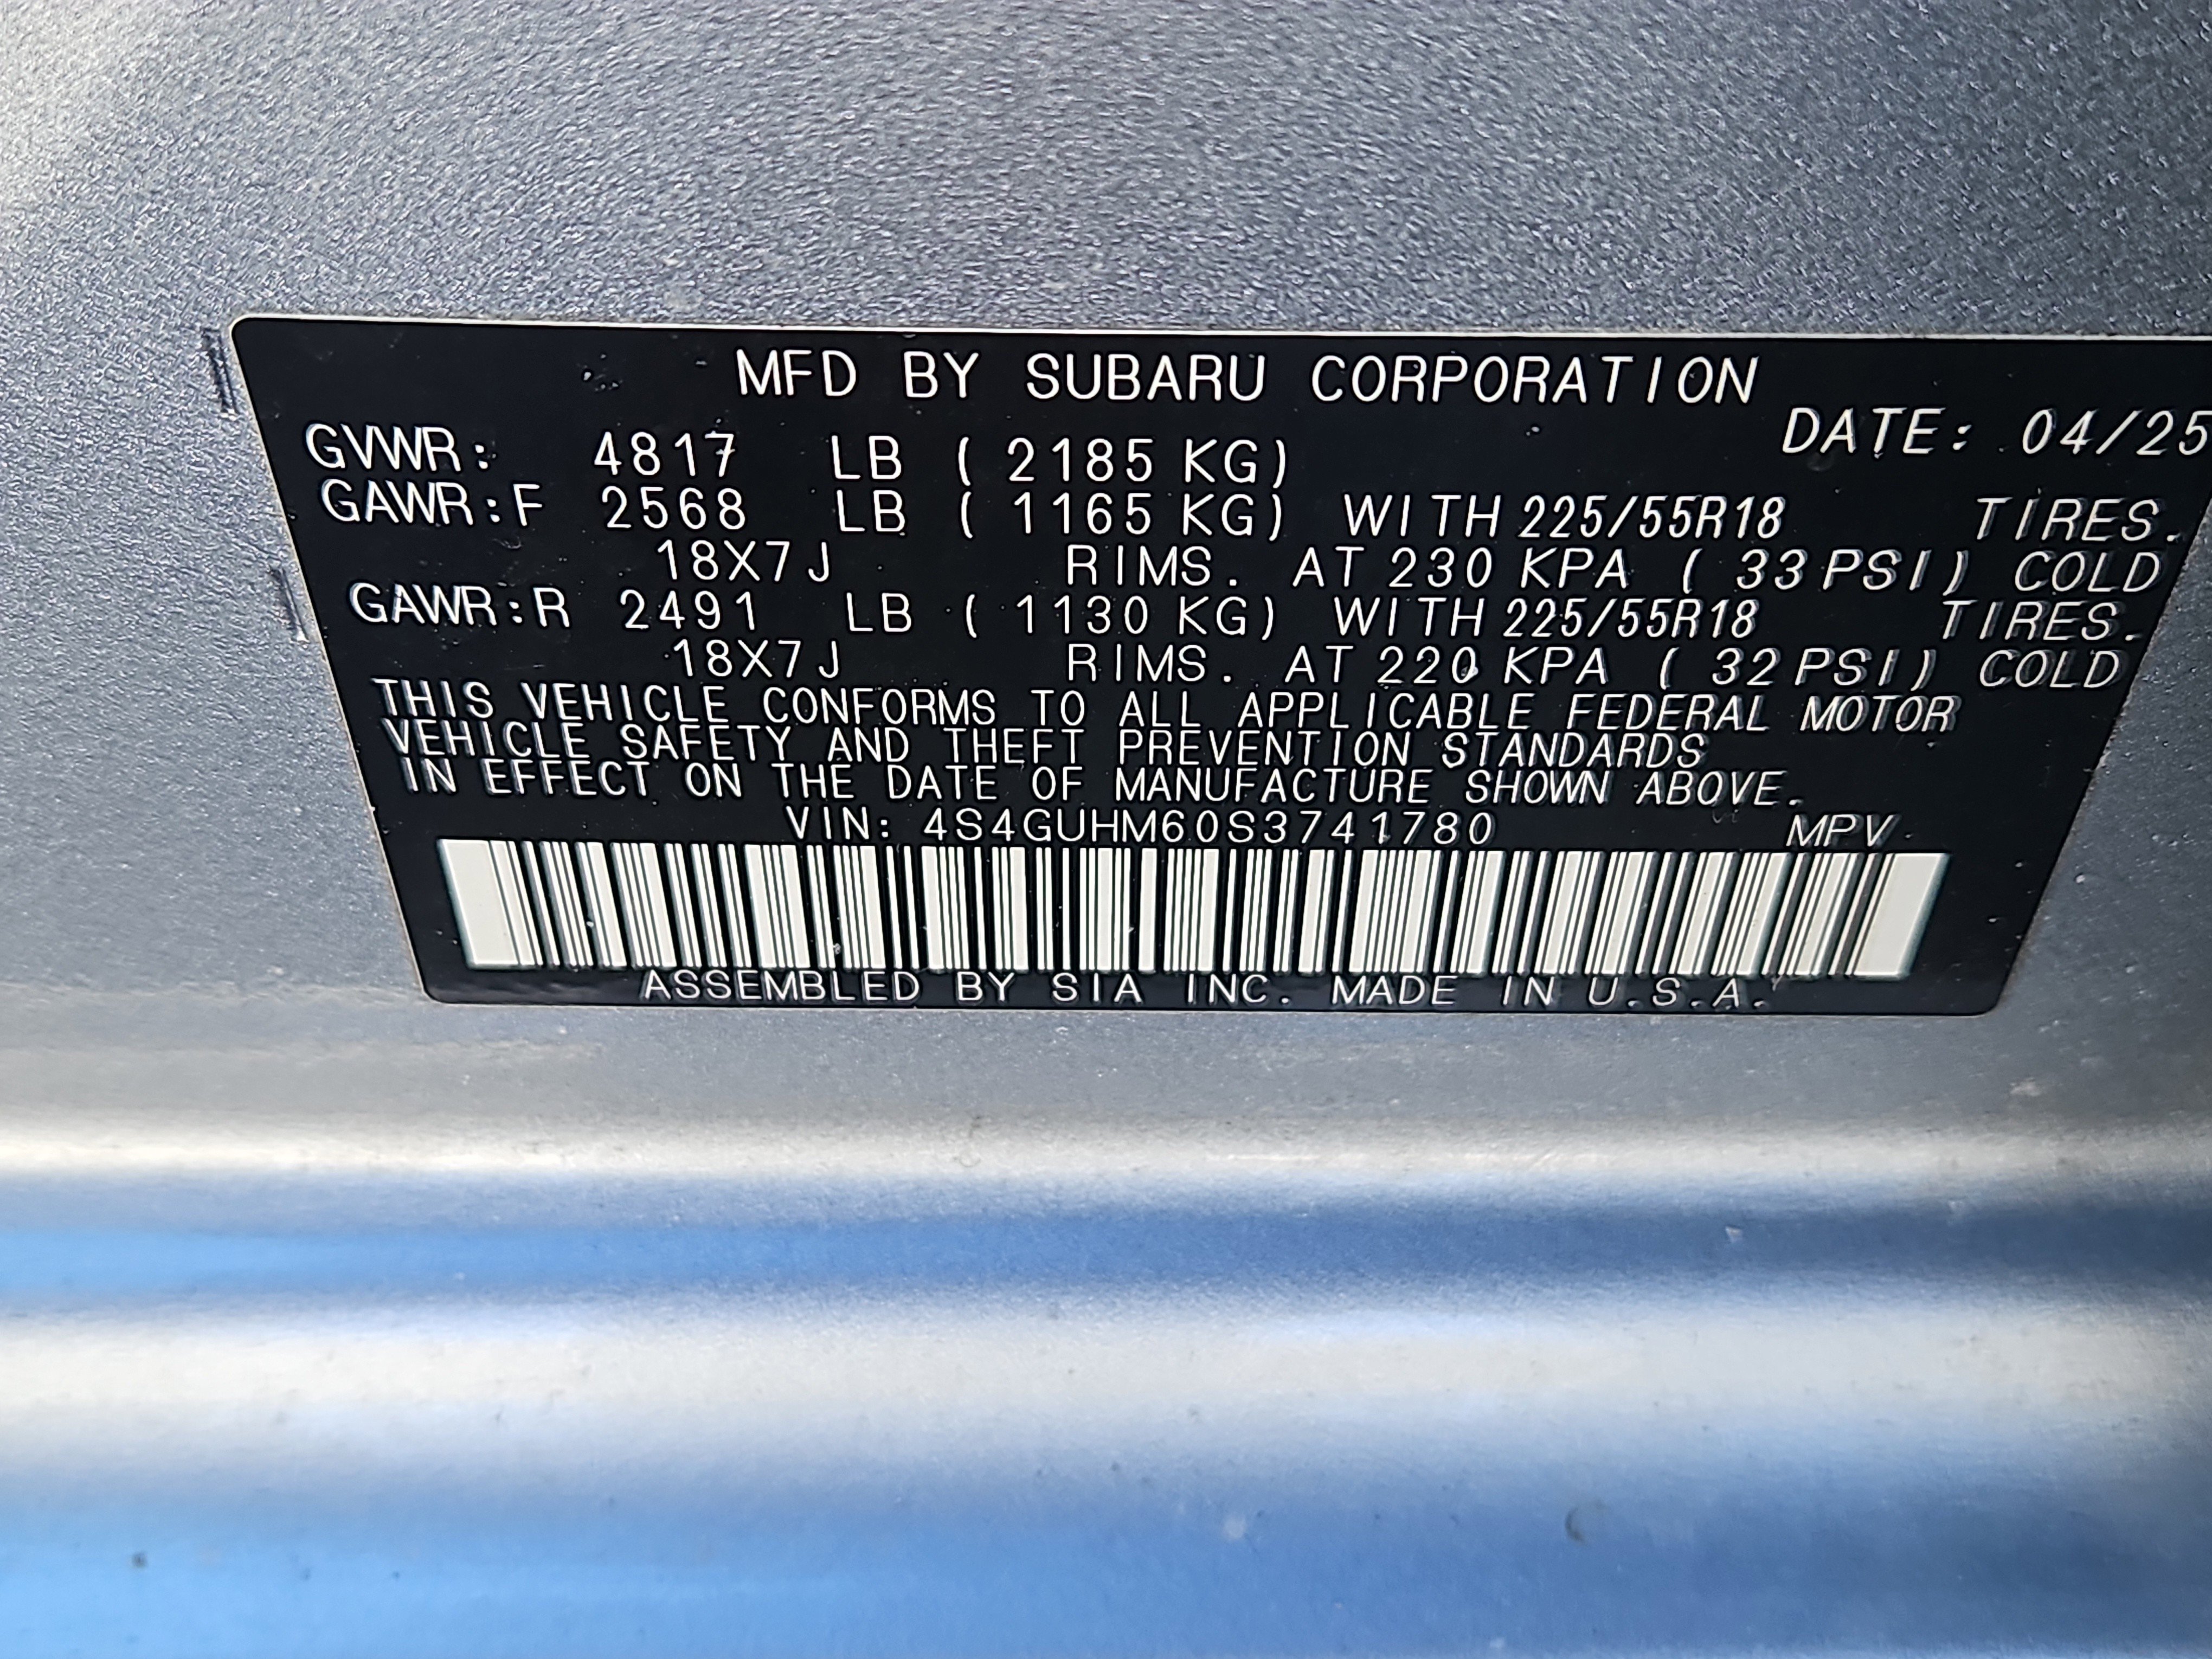 MFD BY SUBARU CORPORATION
DATE: 04/25
GVWR: 4817 LB ( 2185 KG)
GAWR:F 2568 LB ( 1165 KG) WITH 225/55R18 TIRES.
18X7J RIMS. AT 230 KPA ( 33 PSI) COLD
GAWR:R 2491 LB ( 1130 KG) WITH 225/55R18 TIRES.
18X7J RIMS. AT 220 KPA ( 32 PSI) COLD
THIS VEHICLE CONFORMS TO ALL APPLICABLE FEDERAL MOTOR
VEHICLE SAFETY AND THEFT PREVENTION STANDARDS
IN EFFECT ON THE DATE OF MANUFACTURE SHOWN ABOVE.
VIN: 4S4GUHM60S3741780 MPV
ASSEMBLED BY SIA INC. MADE IN U.S.A.